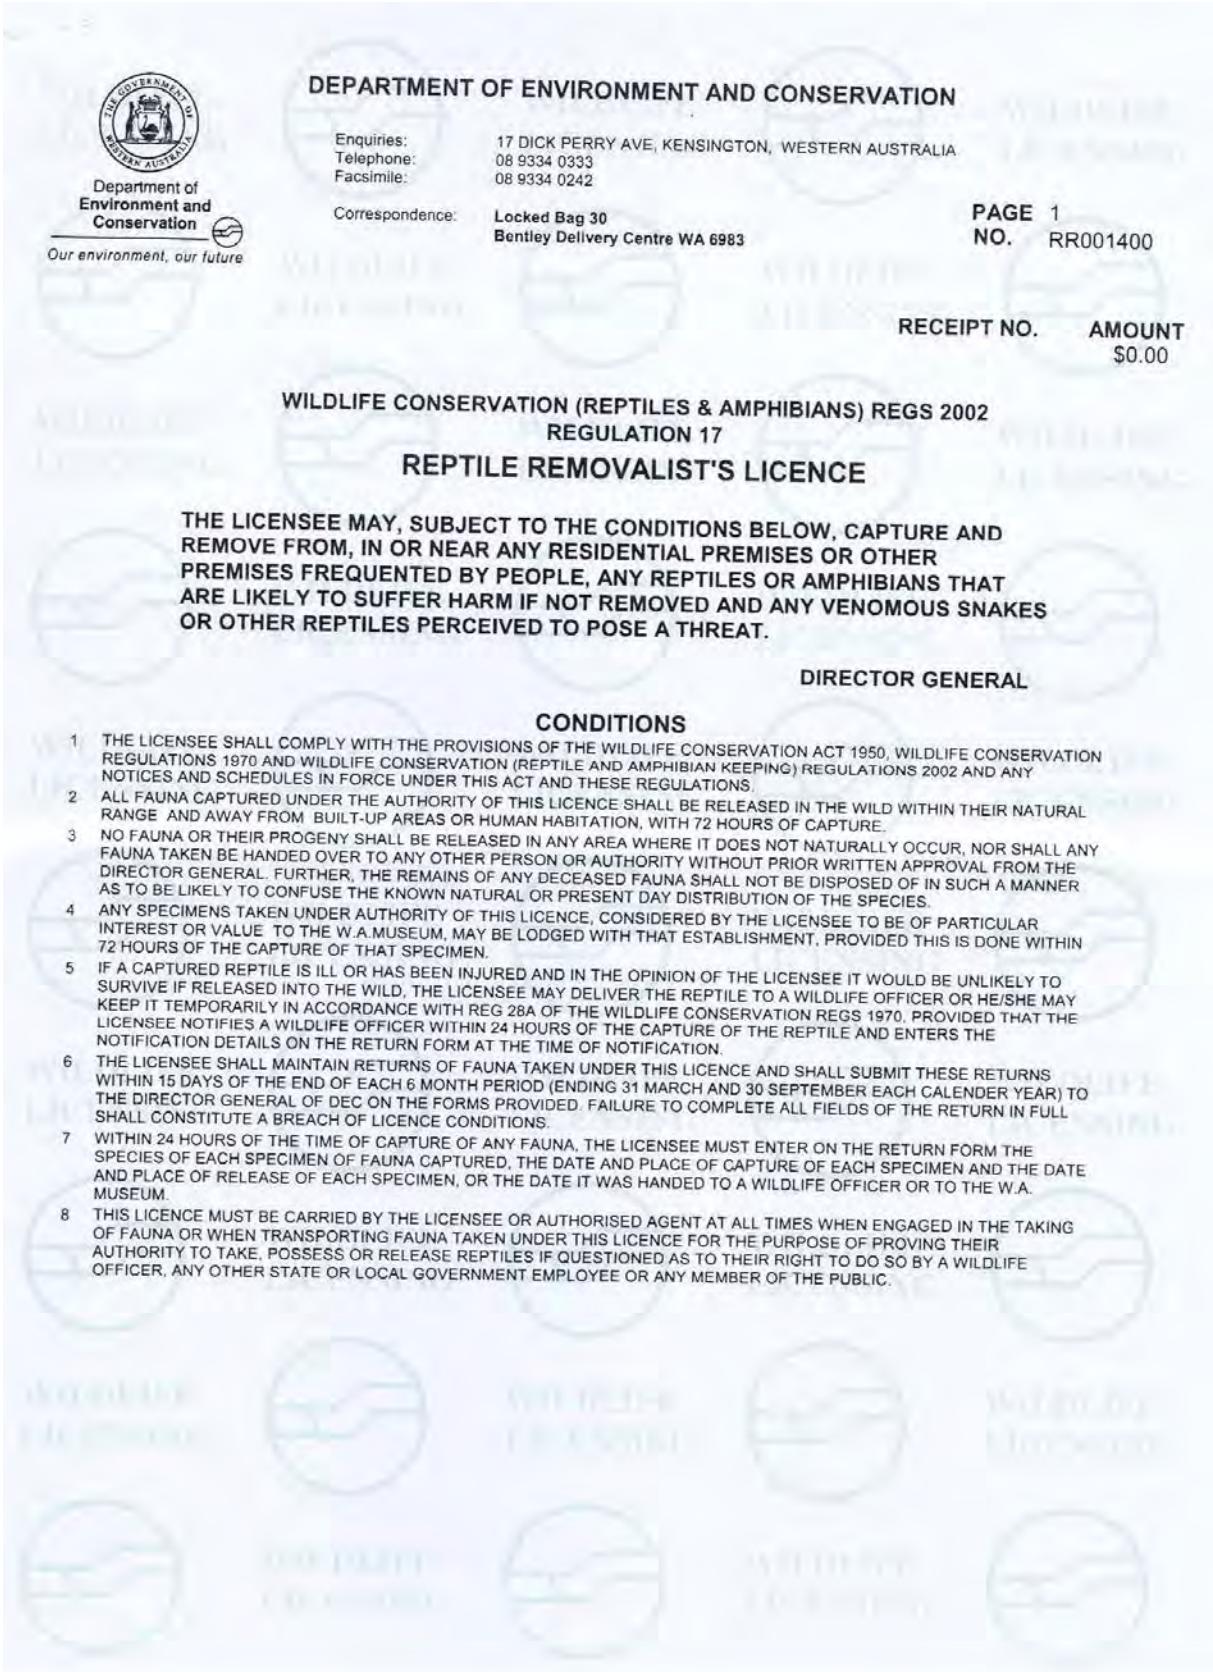 THE GOVERNMENT OF
WESTERN AUSTRALIA
Department of
Environment and
Conservation
Our environment, our future
DEPARTMENT OF ENVIRONMENT AND CONSERVATION
Enquiries: 17 DICK PERRY AVE, KENSINGTON, WESTERN AUSTRALIA
Telephone: 08 9334 0333
Facsimile: 08 9334 0242
Correspondence: Locked Bag 30
Bentley Delivery Centre WA 6983
PAGE 1
NO. RR001400
RECEIPT NO. AMOUNT
$0.00
WILDLIFE CONSERVATION (REPTILES & AMPHIBIANS) REGS 2002
REGULATION 17
REPTILE REMOVALIST'S LICENCE
THE LICENSEE MAY, SUBJECT TO THE CONDITIONS BELOW, CAPTURE AND
REMOVE FROM, IN OR NEAR ANY RESIDENTIAL PREMISES OR OTHER
PREMISES FREQUENTED BY PEOPLE, ANY REPTILES OR AMPHIBIANS THAT
ARE LIKELY TO SUFFER HARM IF NOT REMOVED AND ANY VENOMOUS SNAKES
OR OTHER REPTILES PERCEIVED TO POSE A THREAT.
DIRECTOR GENERAL
CONDITIONS
1 THE LICENSEE SHALL COMPLY WITH THE PROVISIONS OF THE WILDLIFE CONSERVATION ACT 1950, WILDLIFE CONSERVATION
REGULATIONS 1970 AND WILDLIFE CONSERVATION (REPTILE AND AMPHIBIAN KEEPING) REGULATIONS 2002 AND ANY
NOTICES AND SCHEDULES IN FORCE UNDER THIS ACT AND THESE REGULATIONS.
2 ALL FAUNA CAPTURED UNDER THE AUTHORITY OF THIS LICENCE SHALL BE RELEASED IN THE WILD WITHIN THEIR NATURAL
RANGE AND AWAY FROM BUILT-UP AREAS OR HUMAN HABITATION, WITH 72 HOURS OF CAPTURE.
3 NO FAUNA OR THEIR PROGENY SHALL BE RELEASED IN ANY AREA WHERE IT DOES NOT NATURALLY OCCUR, NOR SHALL ANY
FAUNA TAKEN BE HANDED OVER TO ANY OTHER PERSON OR AUTHORITY WITHOUT PRIOR WRITTEN APPROVAL FROM THE
DIRECTOR GENERAL. FURTHER, THE REMAINS OF ANY DECEASED FAUNA SHALL NOT BE DISPOSED OF IN SUCH A MANNER
AS TO BE LIKELY TO CONFUSE THE KNOWN NATURAL OR PRESENT DAY DISTRIBUTION OF THE SPECIES.
4 ANY SPECIMENS TAKEN UNDER AUTHORITY OF THIS LICENCE, CONSIDERED BY THE LICENSEE TO BE OF PARTICULAR
INTEREST OR VALUE TO THE W.A.MUSEUM, MAY BE LODGED WITH THAT ESTABLISHMENT, PROVIDED THIS IS DONE WITHIN
72 HOURS OF THE CAPTURE OF THAT SPECIMEN.
5 IF A CAPTURED REPTILE IS ILL OR HAS BEEN INJURED AND IN THE OPINION OF THE LICENSEE IT WOULD BE UNLIKELY TO
SURVIVE IF RELEASED INTO THE WILD, THE LICENSEE MAY DELIVER THE REPTILE TO A WILDLIFE OFFICER OR HE/SHE MAY
KEEP IT TEMPORARILY IN ACCORDANCE WITH REG 28A OF THE WILDLIFE CONSERVATION REGS 1970, PROVIDED THAT THE
LICENSEE NOTIFIES A WILDLIFE OFFICER WITHIN 24 HOURS OF THE CAPTURE OF THE REPTILE AND ENTERS THE
NOTIFICATION DETAILS ON THE RETURN FORM AT THE TIME OF NOTIFICATION.
6 THE LICENSEE SHALL MAINTAIN RETURNS OF FAUNA TAKEN UNDER THIS LICENCE AND SHALL SUBMIT THESE RETURNS
WITHIN 15 DAYS OF THE END OF EACH 6 MONTH PERIOD (ENDING 31 MARCH AND 30 SEPTEMBER EACH CALENDER YEAR) TO
THE DIRECTOR GENERAL OF DEC ON THE FORMS PROVIDED. FAILURE TO COMPLETE ALL FIELDS OF THE RETURN IN FULL
SHALL CONSTITUTE A BREACH OF LICENCE CONDITIONS.
7 WITHIN 24 HOURS OF THE TIME OF CAPTURE OF ANY FAUNA, THE LICENSEE MUST ENTER ON THE RETURN FORM THE
SPECIES OF EACH SPECIMEN OF FAUNA CAPTURED, THE DATE AND PLACE OF CAPTURE OF EACH SPECIMEN AND THE DATE
AND PLACE OF RELEASE OF EACH SPECIMEN, OR THE DATE IT WAS HANDED TO A WILDLIFE OFFICER OR TO THE W.A.
MUSEUM.
8 THIS LICENCE MUST BE CARRIED BY THE LICENSEE OR AUTHORISED AGENT AT ALL TIMES WHEN ENGAGED IN THE TAKING
OF FAUNA OR WHEN TRANSPORTING FAUNA TAKEN UNDER THIS LICENCE FOR THE PURPOSE OF PROVING THEIR
AUTHORITY TO TAKE, POSSESS OR RELEASE REPTILES IF QUESTIONED AS TO THEIR RIGHT TO DO SO BY A WILDLIFE
OFFICER, ANY OTHER STATE OR LOCAL GOVERNMENT EMPLOYEE OR ANY MEMBER OF THE PUBLIC.